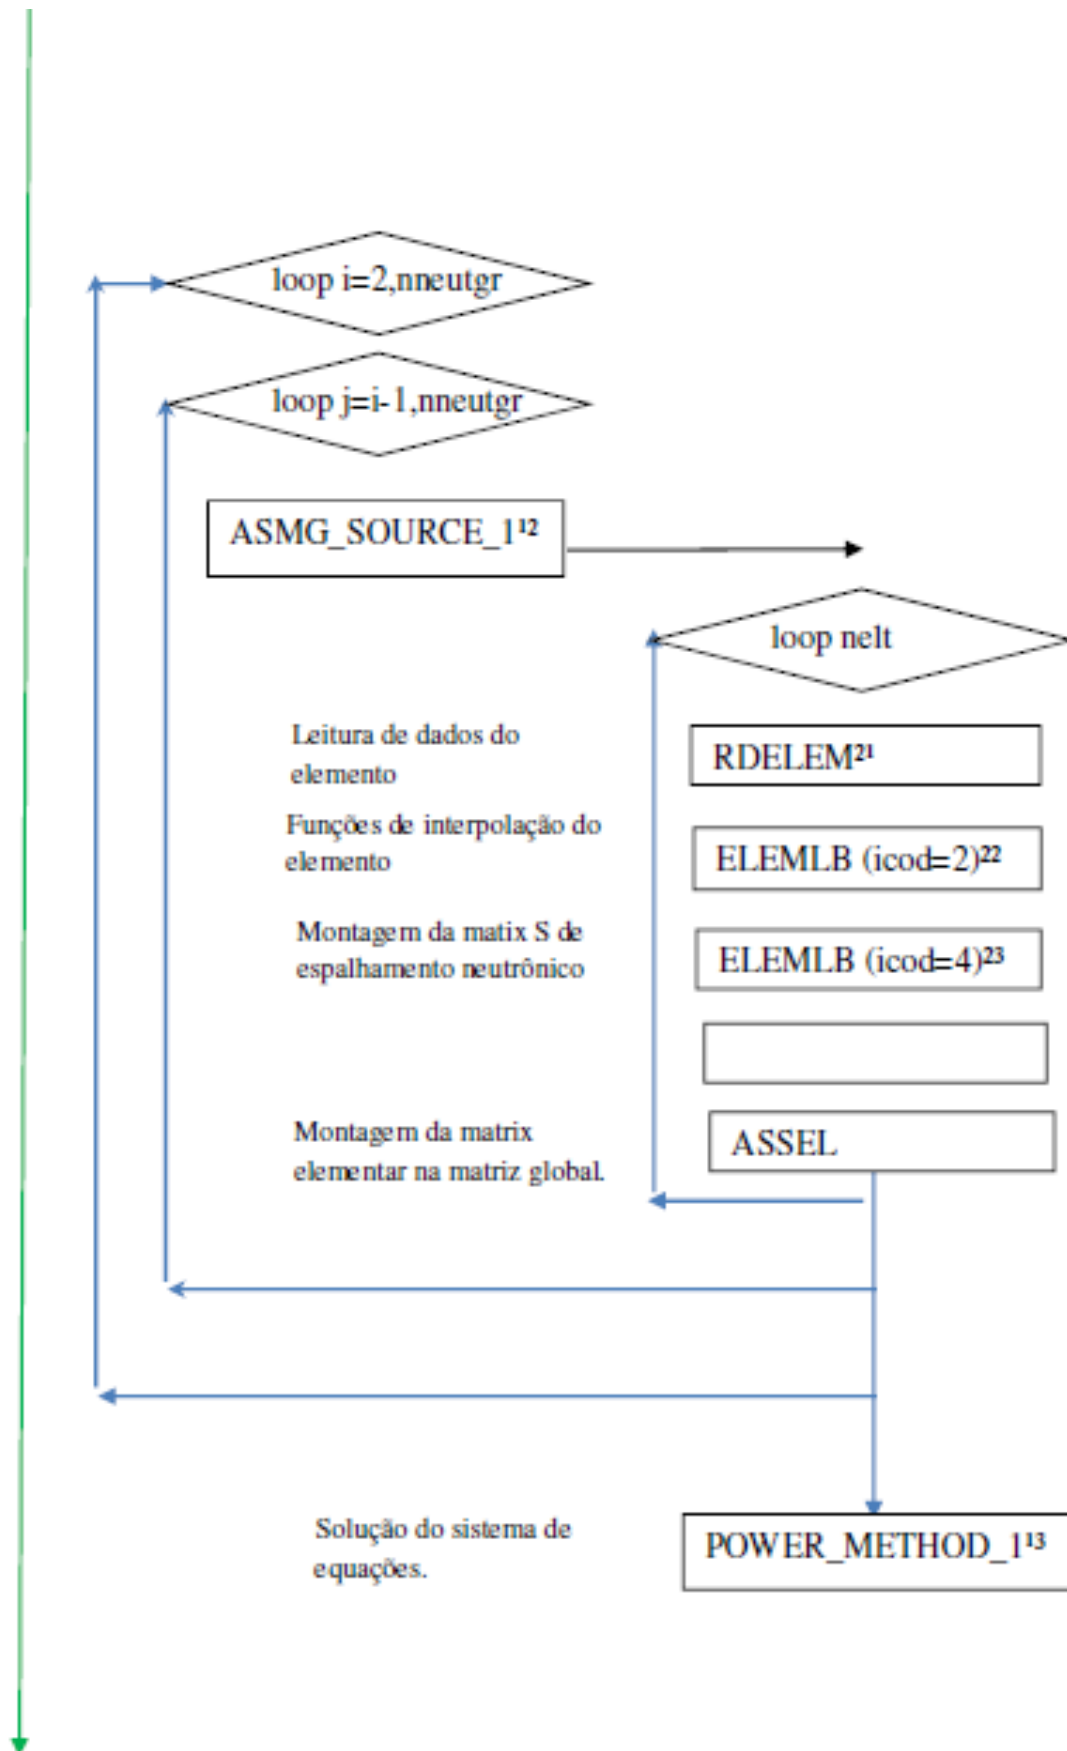 loop i=2,nneutgr
loop j=i-1,nneutgr
ASMG_SOURCE_1¹²
loop nelt
Leitura de dados do
elemento
RDELEM²¹
Funções de interpolação do
elemento
ELEMLB (icod=2)²²
Montagem da matix S de
espalhamento neutrônico
ELEMLB (icod=4)²³
Montagem da matrix
elementar na matriz global.
ASSEL
Solução do sistema de
equações.
POWER_METHOD_1¹³